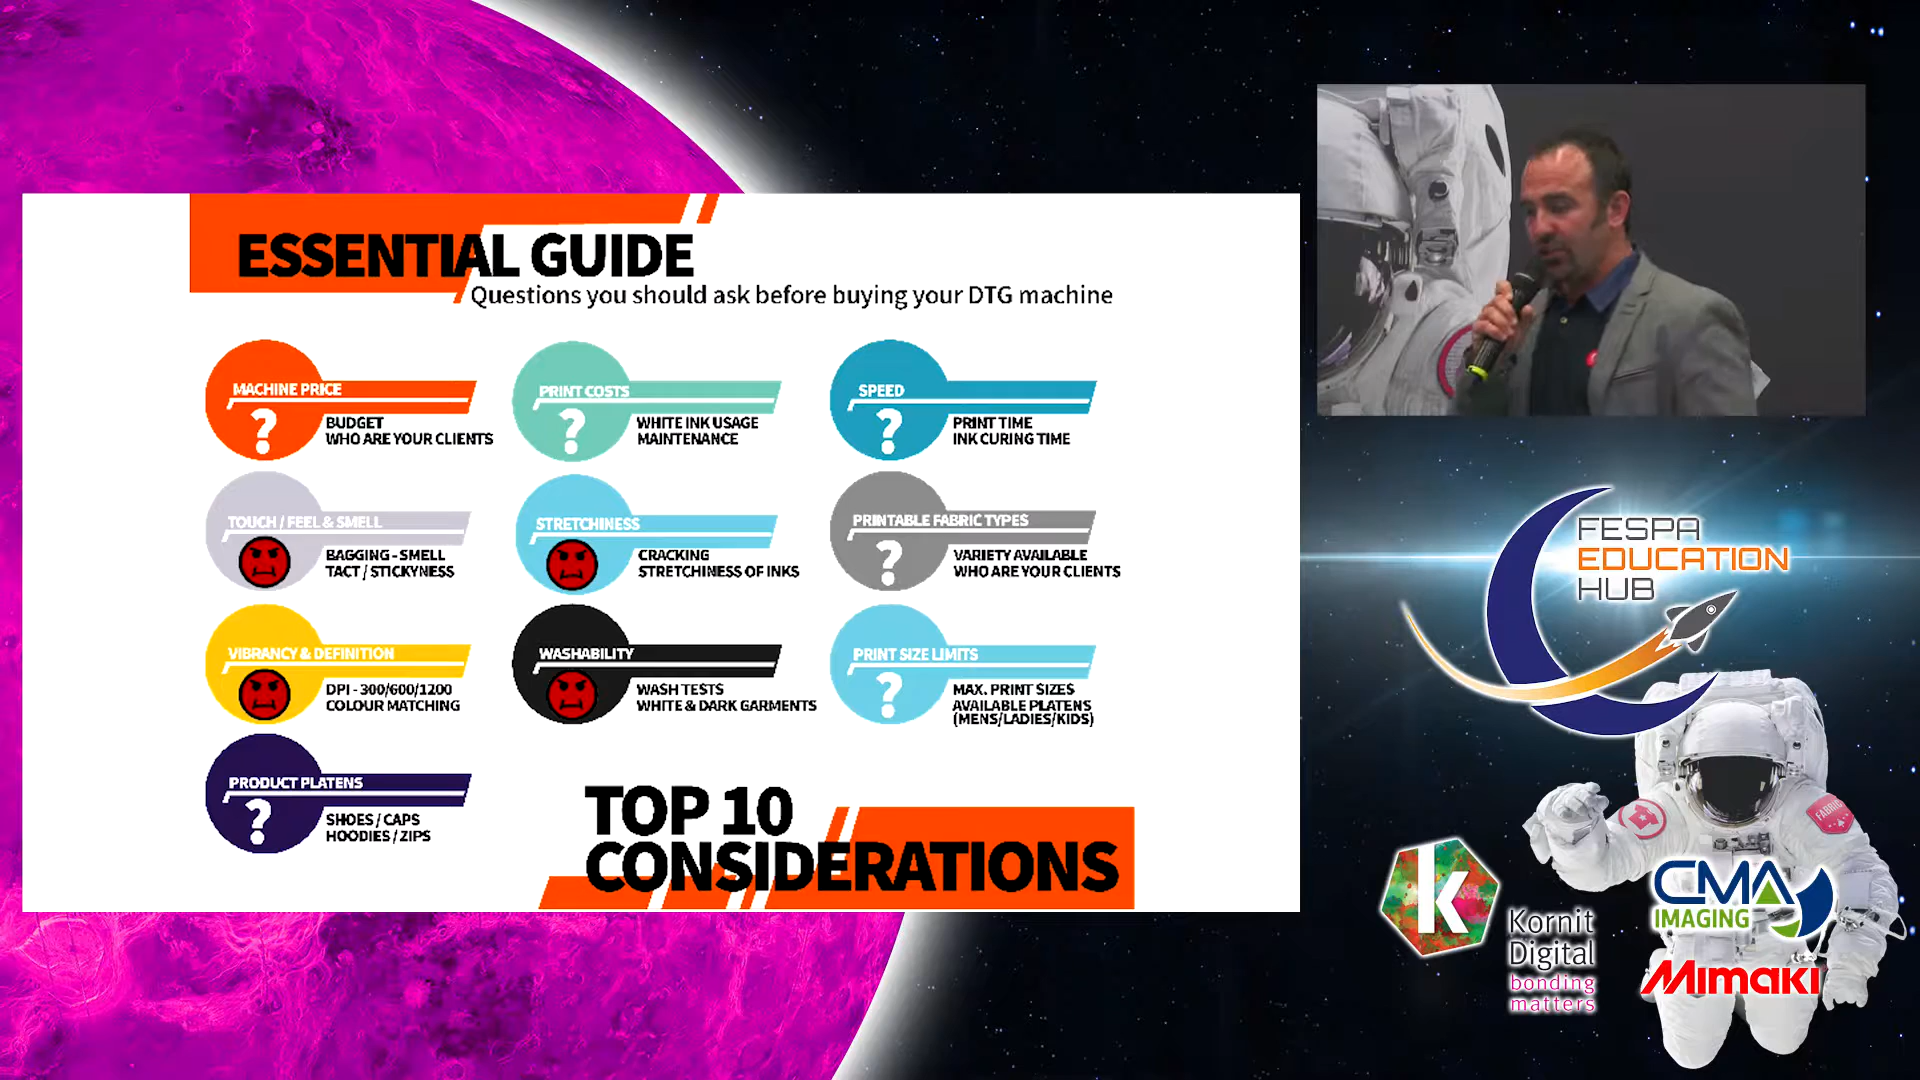 ESSENTIAL GUIDE
Questions you should ask before buying your DTG machine
MACHINE PRICE
?
BUDGET
WHO ARE YOUR CLIENTS
PRINT COSTS
?
WHITE INK USAGE
MAINTENANCE
SPEED
?
PRINT TIME
INK CURING TIME
TOUCH / FEEL & SMELL
BAGGING - SMELL
TACT / STICKYNESS
STRETCHINESS
CRACKING
STRETCHINESS OF INKS
PRINTABLE FABRIC TYPES
?
VARIETY AVAILABLE
WHO ARE YOUR CLIENTS
VIBRANCY & DEFINITION
DPI - 300/600/1200
COLOUR MATCHING
WASHABILITY
WASH TESTS
WHITE & DARK GARMENTS
PRINT SIZE LIMITS
?
MAX. PRINT SIZES
AVAILABLE PLATENS
(MENS/LADIES/KIDS)
PRODUCT PLATENS
?
SHOES / CAPS
HOODIES / ZIPS
TOP 10
CONSIDERATIONS
FESPA
EDUCATION
HUB
FABRIC
K
Kornit
Digital
bonding
matters
CMA
IMAGING
Mimaki